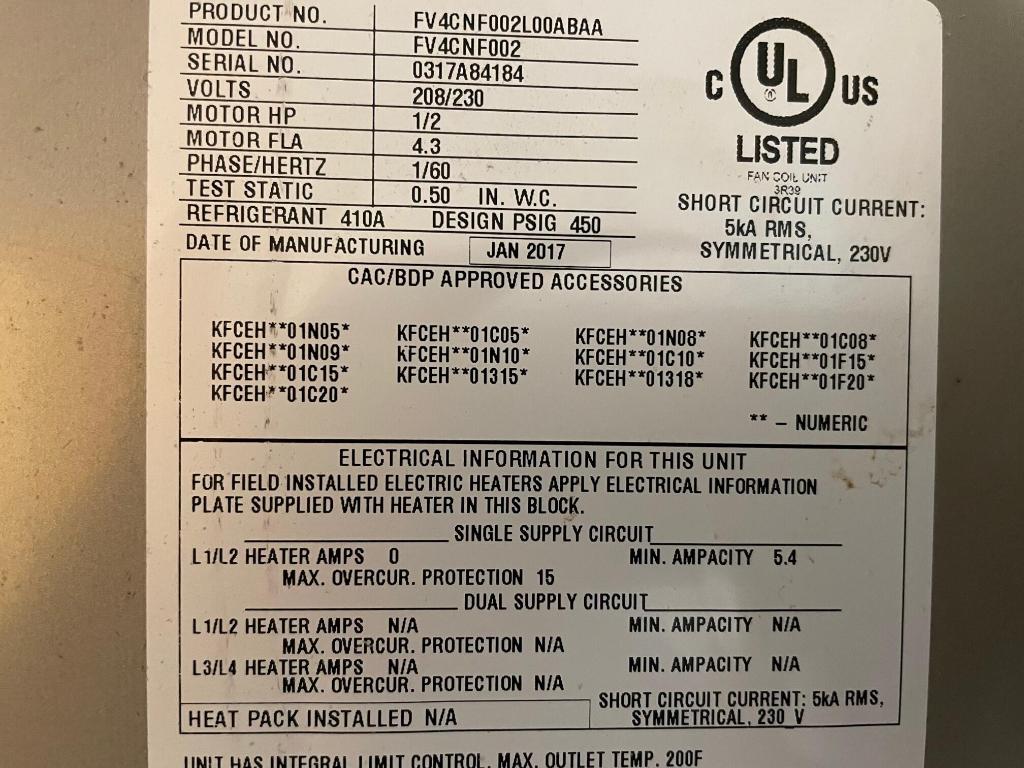 PRODUCT NO. FV4CNF002L00ABAA
MODEL NO. FV4CNF002
SERIAL NO. 0317A84184
VOLTS 208/230
MOTOR HP 1/2
MOTOR FLA 4.3
PHASE/HERTZ 1/60
TEST STATIC 0.50 IN. W.C.
REFRIGERANT 410A DESIGN PSIG 450
DATE OF MANUFACTURING JAN 2017
C UL US
LISTED
FAN COIL UNIT
3R39
SHORT CIRCUIT CURRENT:
5kA RMS,
SYMMETRICAL, 230V
CAC/BDP APPROVED ACCESSORIES
KFCEH**01N05* KFCEH**01C05* KFCEH**01N08* KFCEH**01C08*
KFCEH**01N09* KFCEH**01N10* KFCEH**01C10* KFCEH**01F15*
KFCEH**01C15* KFCEH**01315* KFCEH**01318* KFCEH**01F20*
KFCEH**01C20*
** - NUMERIC
ELECTRICAL INFORMATION FOR THIS UNIT
FOR FIELD INSTALLED ELECTRIC HEATERS APPLY ELECTRICAL INFORMATION
PLATE SUPPLIED WITH HEATER IN THIS BLOCK.
SINGLE SUPPLY CIRCUIT
L1/L2 HEATER AMPS 0 MIN. AMPACITY 5.4
MAX. OVERCUR. PROTECTION 15
DUAL SUPPLY CIRCUIT
L1/L2 HEATER AMPS N/A MIN. AMPACITY N/A
MAX. OVERCUR. PROTECTION N/A
L3/L4 HEATER AMPS N/A MIN. AMPACITY N/A
MAX. OVERCUR. PROTECTION N/A
HEAT PACK INSTALLED N/A
SHORT CIRCUIT CURRENT: 5kA RMS,
SYMMETRICAL, 230 V
UNIT HAS INTEGRAL LIMIT CONTROL. MAX. OUTLET TEMP. 200F